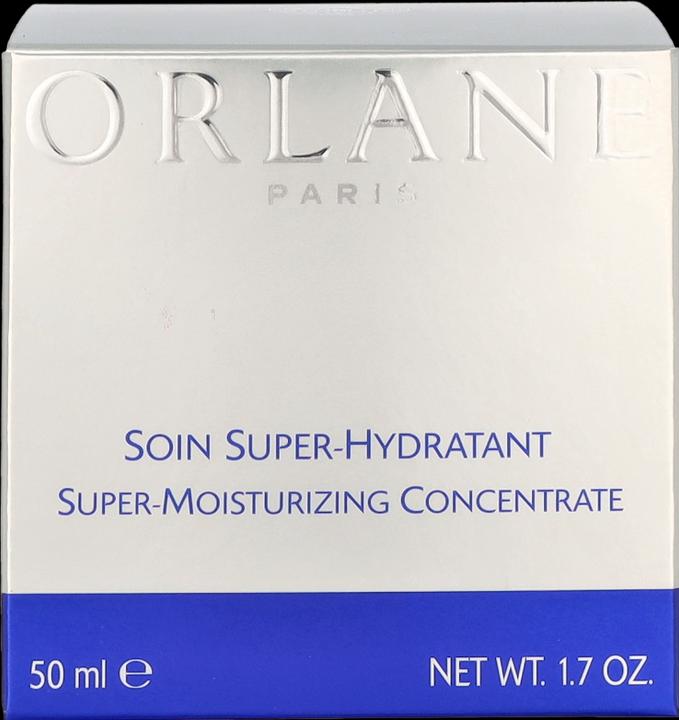 ORLANE
PARIS
SOIN SUPER-HYDRATANT
SUPER-MOISTURIZING CONCENTRATE
50 ml ℮
NET WT. 1.7 OZ.